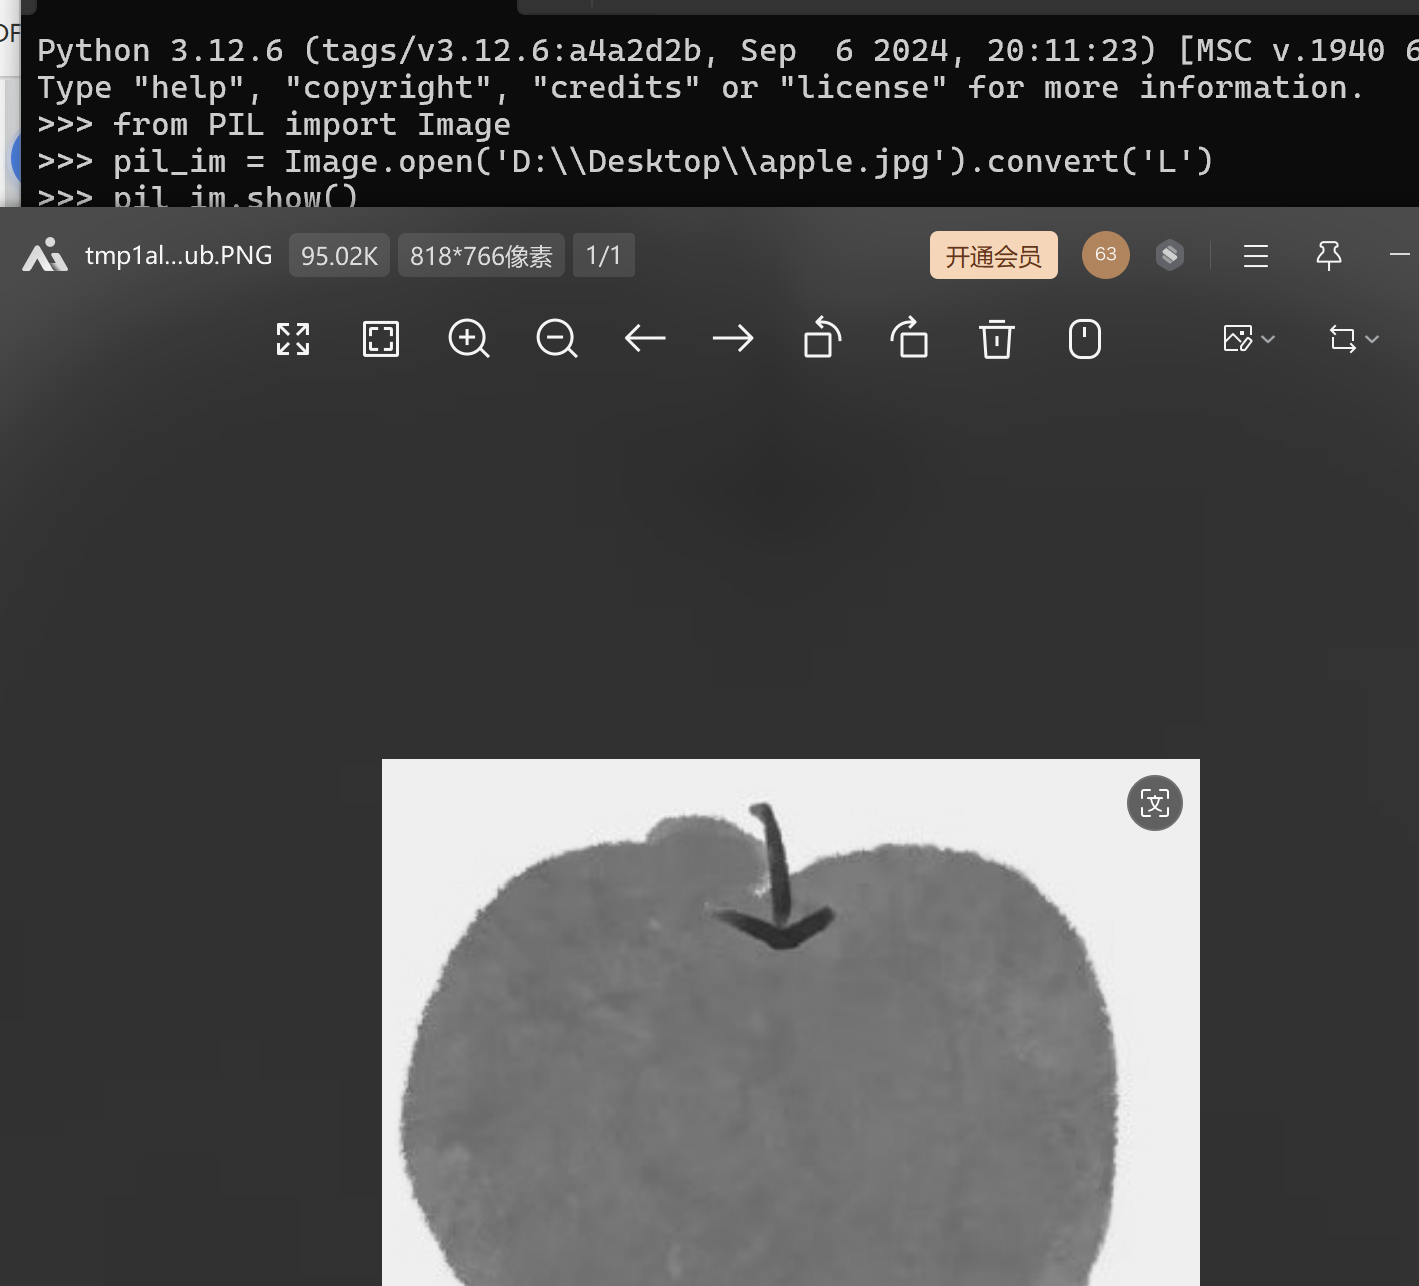 DF
Python 3.12.6 (tags/v3.12.6:a4a2d2b, Sep  6 2024, 20:11:23) [MSC v.1940 6
Type "help", "copyright", "credits" or "license" for more information.
>>> from PIL import Image
>>> pil_im = Image.open('D:\\Desktop\\apple.jpg').convert('L')
>>> pil_im.show()
tmp1al...ub.PNG 95.02K 818*766像素 1/1 开通会员 63
文